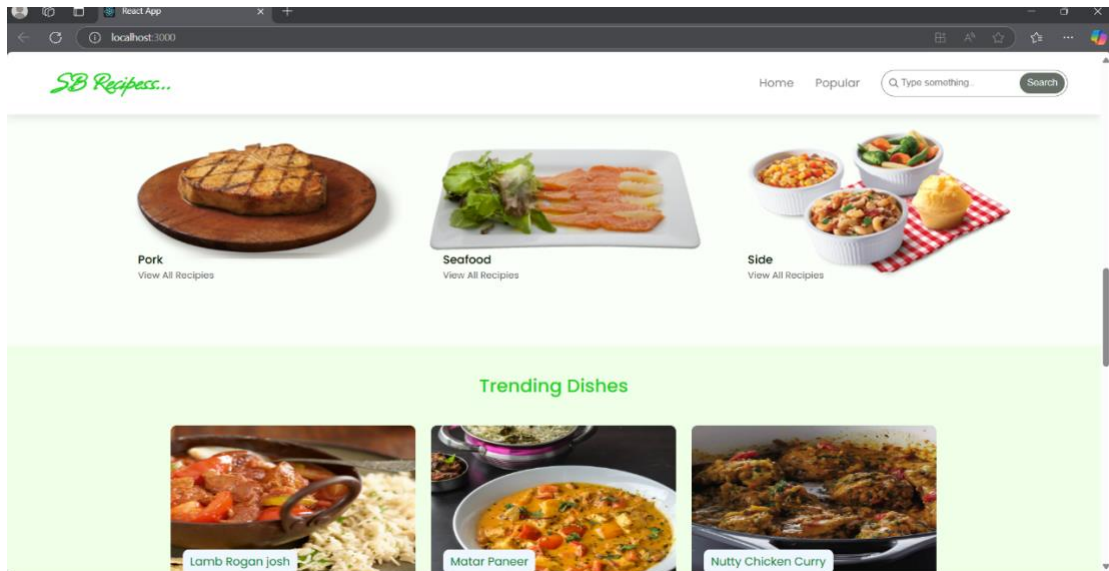 React App
localhost:3000
SB Recipess...
Home Popular Type something.. Search
Pork Seafood Side
View All Recipies View All Recipies View All Recipies
Trending Dishes
Lamb Rogan josh Matar Paneer Nutty Chicken Curry